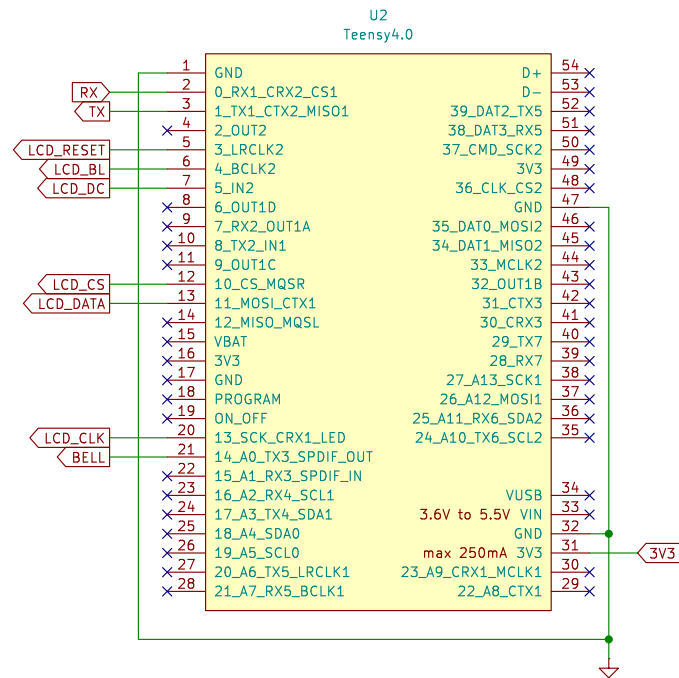 U2
Teensy4.0
1 GND D+ 54
RX 2 0_RX1_CRX2_CS1 D- 53
TX 3 1_TX1_CTX2_MISO1 39_DAT2_TX5 52
4 2_OUT2 38_DAT3_RX5 51
LCD_RESET 5 3_LRCLK2 37_CMD_SCK2 50
LCD_BL 6 4_BCLK2 3V3 49
LCD_DC 7 5_IN2 36_CLK_CS2 48
8 6_OUT1D GND 47
9 7_RX2_OUT1A 35_DAT0_MOSI2 46
10 8_TX2_IN1 34_DAT1_MISO2 45
11 9_OUT1C 33_MCLK2 44
LCD_CS 12 10_CS_MQSR 32_OUT1B 43
LCD_DATA 13 11_MOSI_CTX1 31_CTX3 42
14 12_MISO_MQSL 30_CRX3 41
15 VBAT 29_TX7 40
16 3V3 28_RX7 39
17 GND 27_A13_SCK1 38
18 PROGRAM 26_A12_MOSI1 37
19 ON_OFF 25_A11_RX6_SDA2 36
LCD_CLK 20 13_SCK_CRX1_LED 24_A10_TX6_SCL2 35
BELL 21 14_A0_TX3_SPDIF_OUT
22 15_A1_RX3_SPDIF_IN
23 16_A2_RX4_SCL1 VUSB 34
24 17_A3_TX4_SDA1 3.6V to 5.5V VIN 33
25 18_A4_SDA0 GND 32
26 19_A5_SCL0 max 250mA 3V3 31 3V3
27 20_A6_TX5_LRCLK1 23_A9_CRX1_MCLK1 30
28 21_A7_RX5_BCLK1 22_A8_CTX1 29